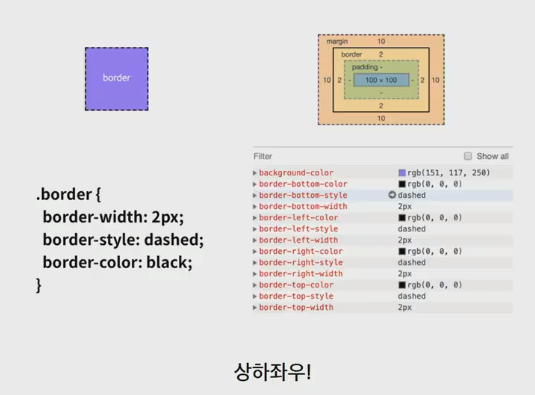 border
margin 10
border 2
padding -
10 2 - 100 × 100 - 2 10
-
2
10
Filter Show all
background-color rgb(151, 117, 250)
border-bottom-color rgb(0, 0, 0)
border-bottom-style dashed
border-bottom-width 2px
border-left-color rgb(0, 0, 0)
border-left-style dashed
border-left-width 2px
border-right-color rgb(0, 0, 0)
border-right-style dashed
border-right-width 2px
border-top-color rgb(0, 0, 0)
border-top-style dashed
border-top-width 2px
.border {
border-width: 2px;
border-style: dashed;
border-color: black;
}
상하좌우!